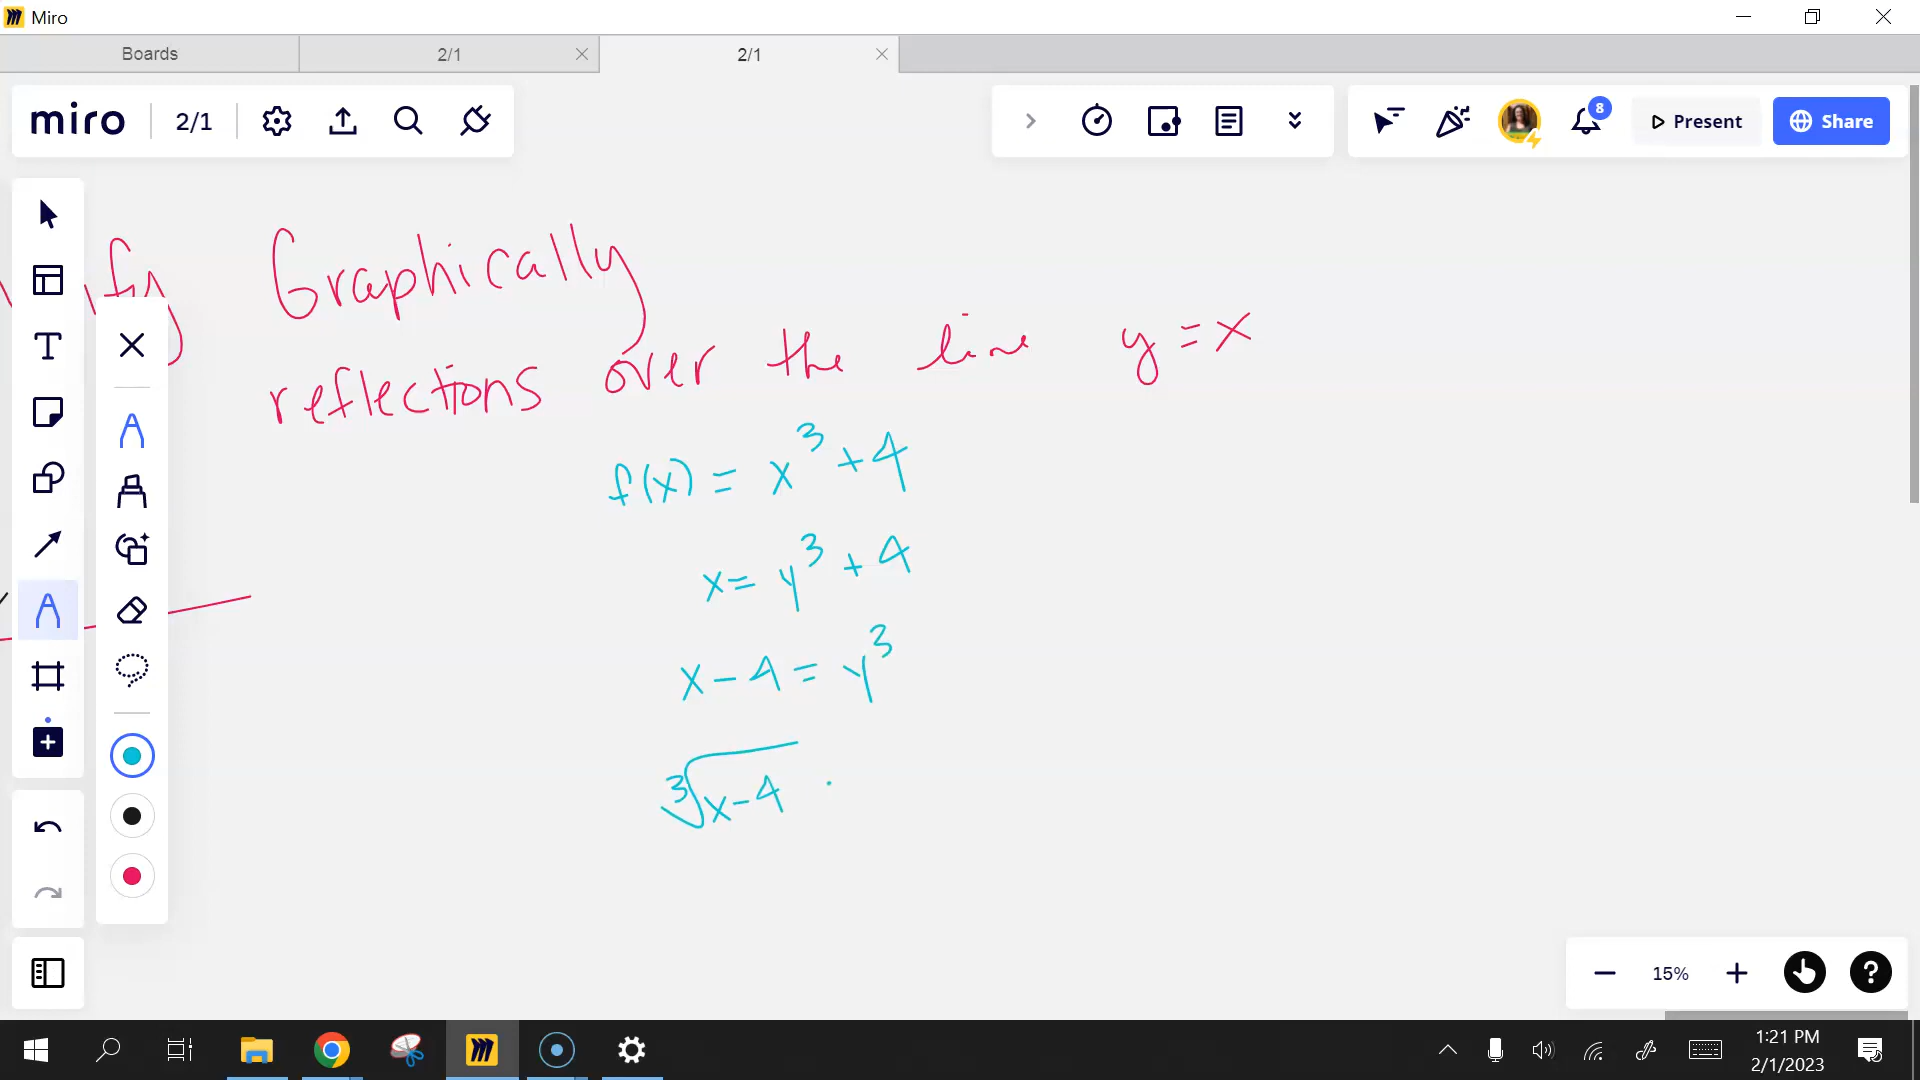 Miro
Boards
2/1
2/1
miro
2/1
8
Present
Share
Graphically
reflections over the line y = x
f(x) = x³ + 4
x = y³ + 4
x - 4 = y³
∛x-4
15%
1:21 PM
2/1/2023